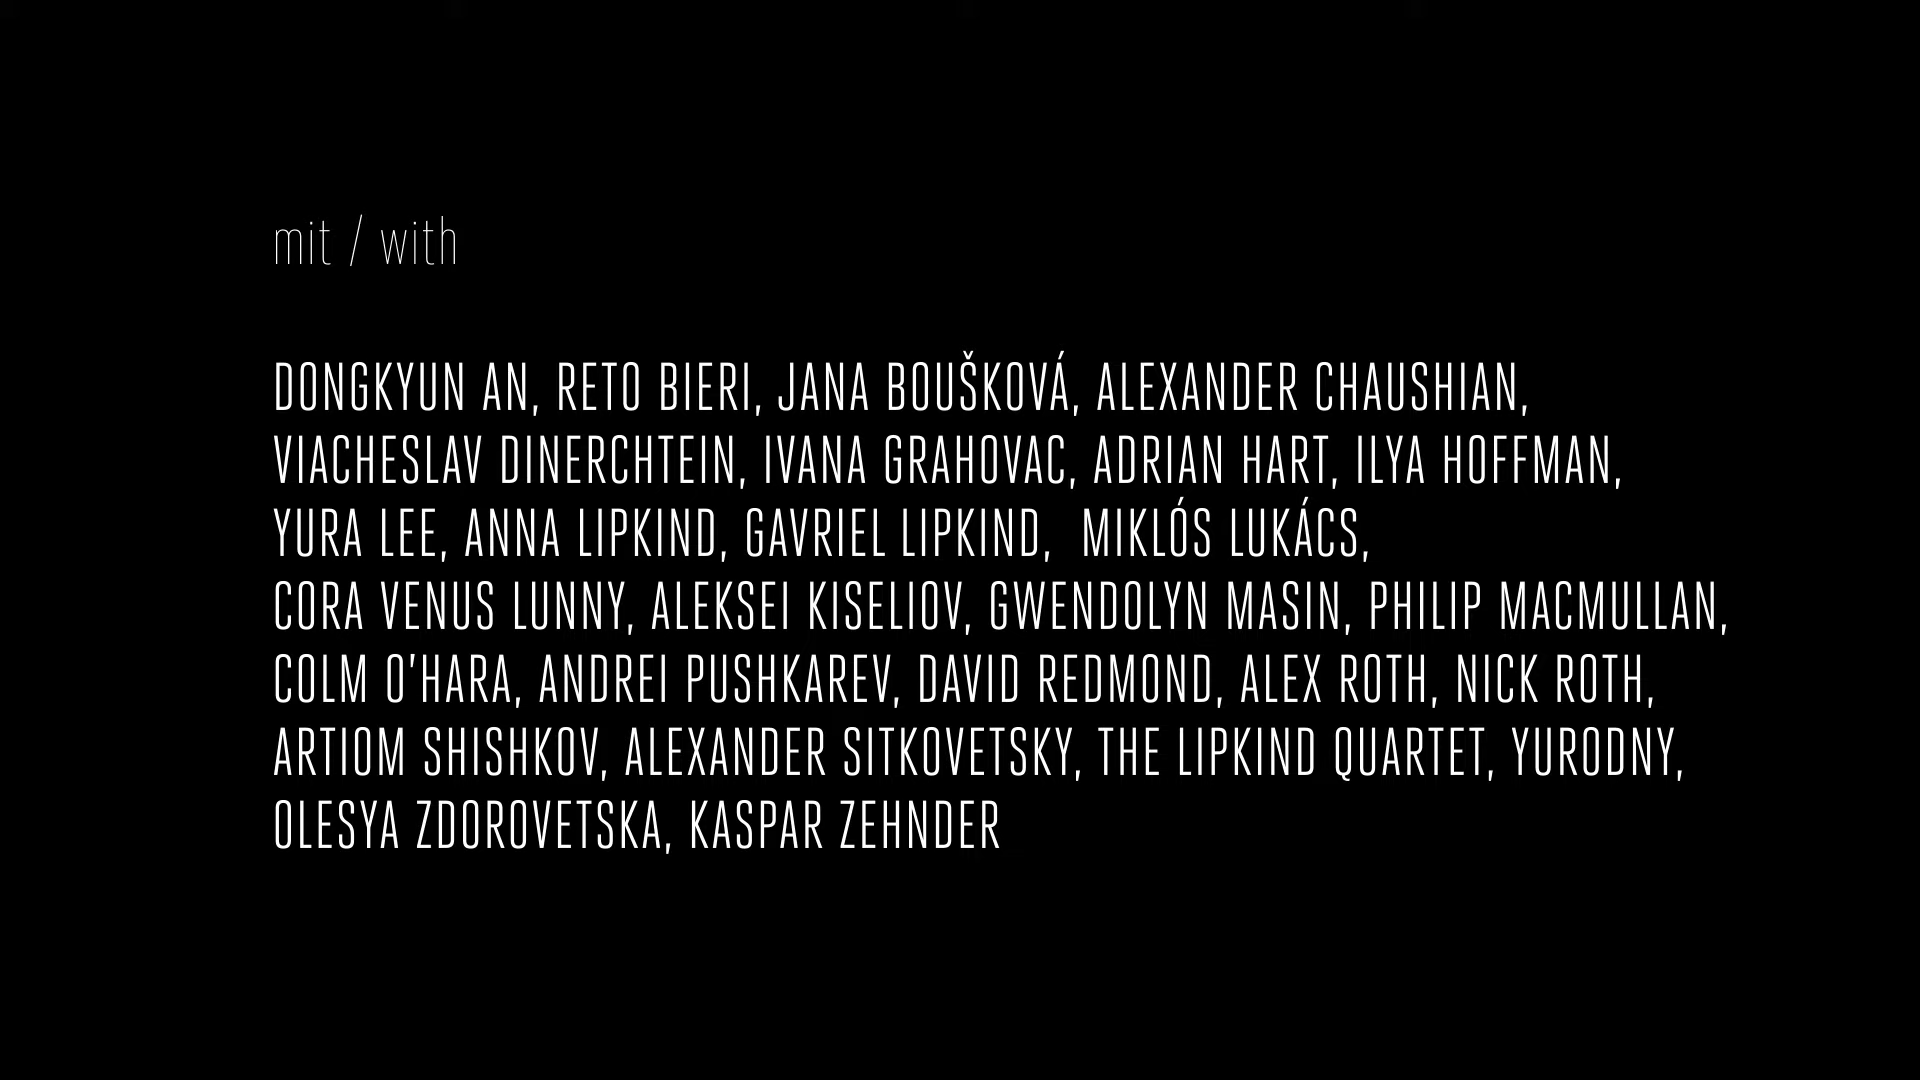 mit / with
DONGKYUN AN, RETO BIERI, JANA BOUŠKOVÁ, ALEXANDER CHAUSHIAN,
VIACHESLAV DINERCHTEIN, IVANA GRAHOVAC, ADRIAN HART, ILYA HOFFMAN,
YURA LEE, ANNA LIPKIND, GAVRIEL LIPKIND,  MIKLÓS LUKÁCS,
CORA VENUS LUNNY, ALEKSEI KISELIOV, GWENDOLYN MASIN, PHILIP MACMULLAN,
COLM O'HARA, ANDREI PUSHKAREV, DAVID REDMOND, ALEX ROTH, NICK ROTH,
ARTIOM SHISHKOV, ALEXANDER SITKOVETSKY, THE LIPKIND QUARTET, YURODNY,
OLESYA ZDOROVETSKA, KASPAR ZEHNDER